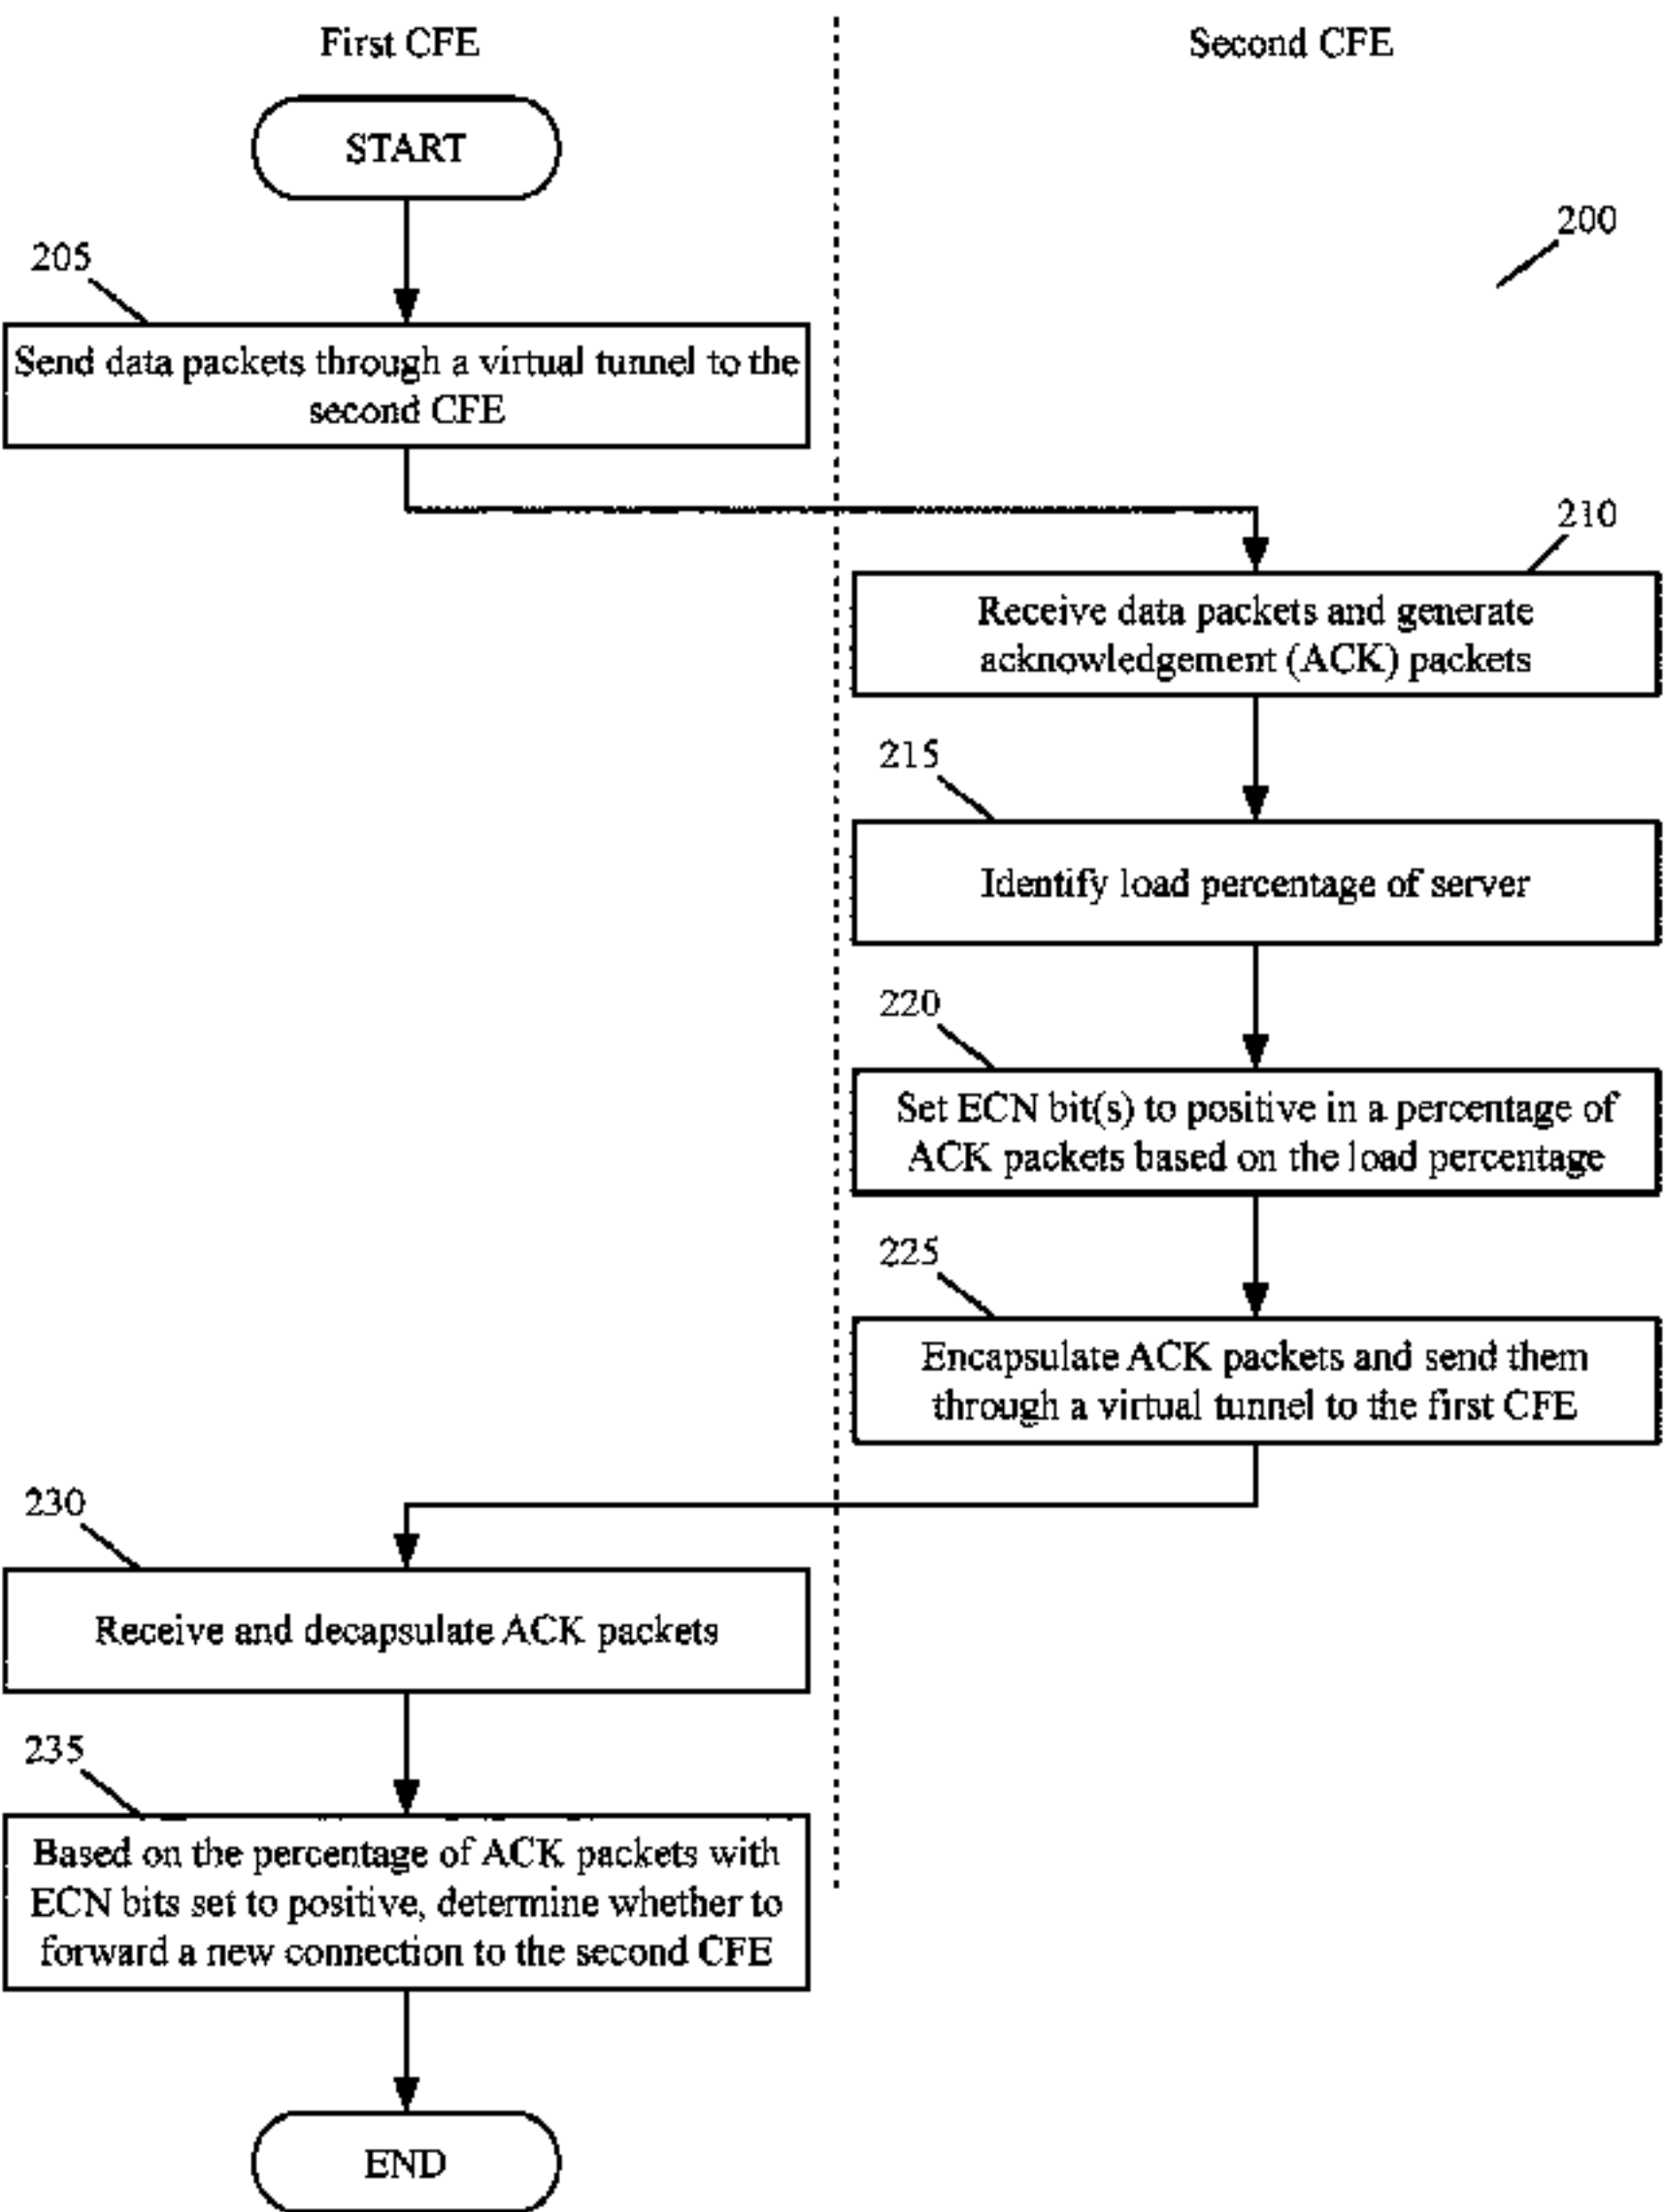 First CFE
Second CFE
START
200
205
Send data packets through a virtual tunnel to the
second CFE
210
Receive data packets and generate
acknowledgement (ACK) packets
215
Identify load percentage of server
220
Set ECN bit(s) to positive in a percentage of
ACK packets based on the load percentage
225
Encapsulate ACK packets and send them
through a virtual tunnel to the first CFE
230
Receive and decapsulate ACK packets
235
Based on the percentage of ACK packets with
ECN bits set to positive, determine whether to
forward a new connection to the second CFE
END